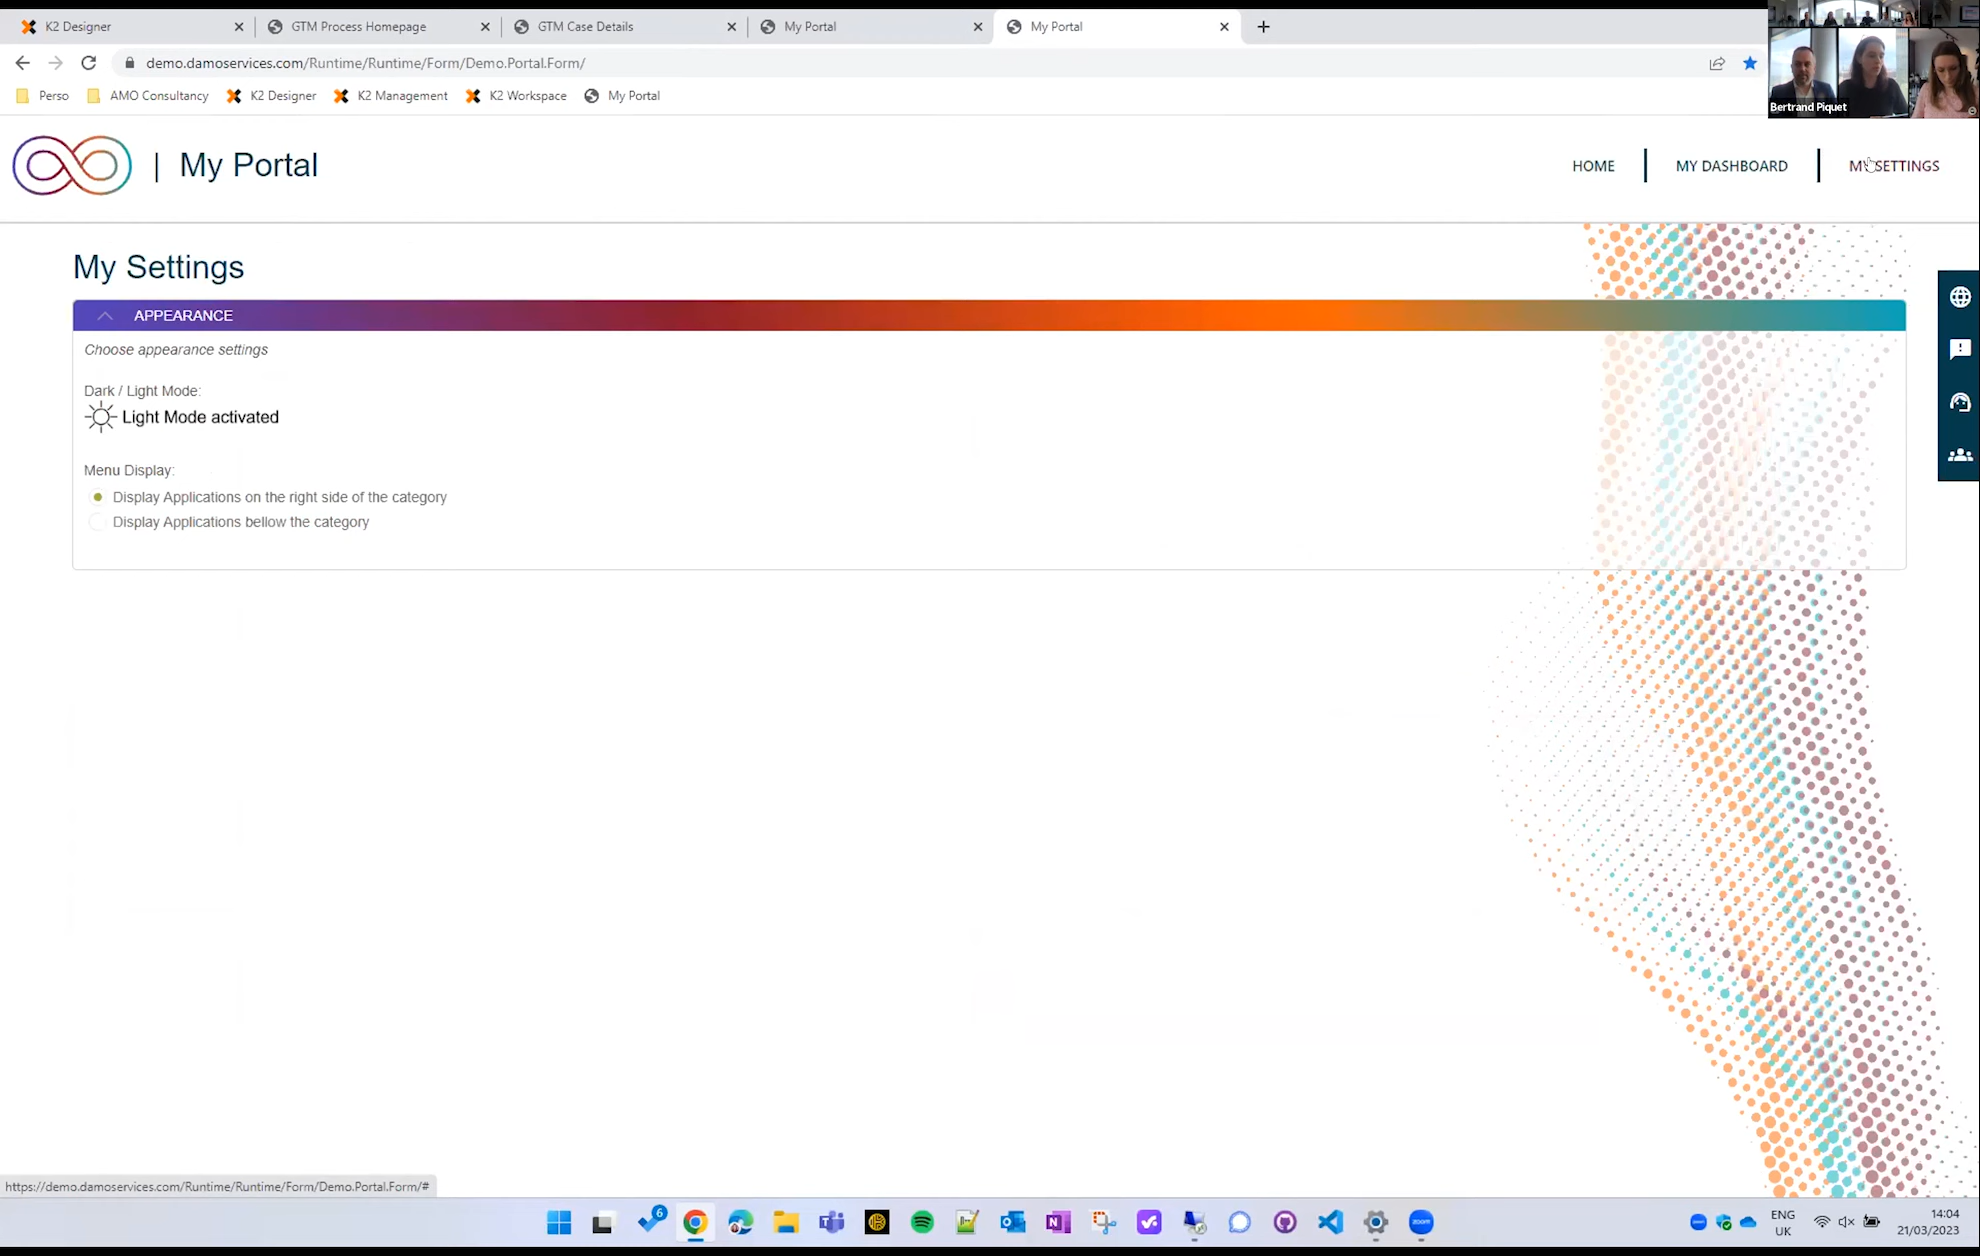 K2 Designer
GTM Process Homepage
GTM Case Details
My Portal
My Portal
demo.damoservices.com/Runtime/Runtime/Form/Demo.Portal.Form/
Perso
AMO Consultancy
K2 Designer
K2 Management
K2 Workspace
My Portal
Bertrand Piquet
| My Portal
HOME
MY DASHBOARD
MY SETTINGS
My Settings
APPEARANCE
Choose appearance settings
Dark / Light Mode:
Light Mode activated
Menu Display:
Display Applications on the right side of the category
Display Applications bellow the category
https://demo.damoservices.com/Runtime/Runtime/Form/Demo.Portal.Form/#
6
zoom
ENG
UK
14:04
21/03/2023